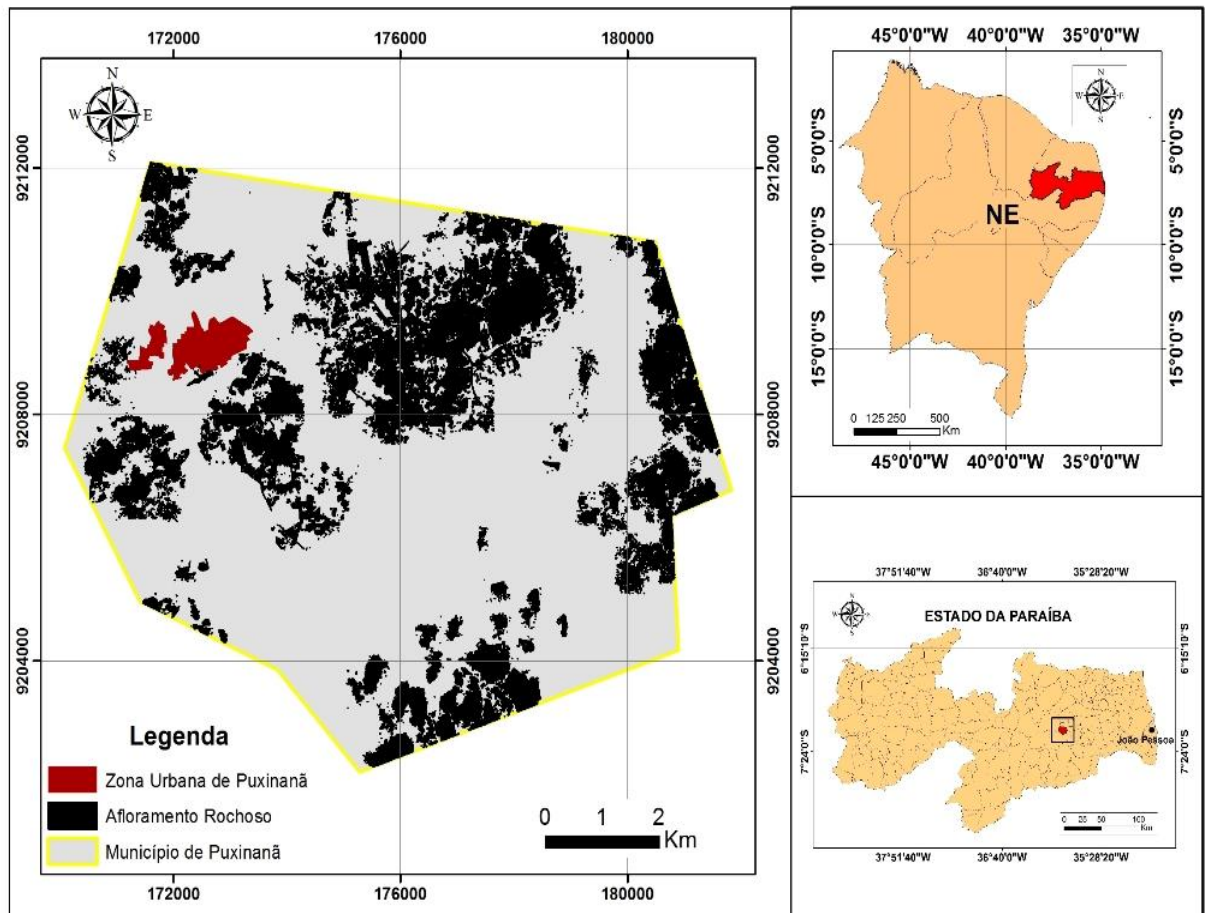 172000 176000 180000
N
W E
S
9212000 9212000
9208000 9208000
9204000 9204000
Legenda
Zona Urbana de Puxinanã
Afloramento Rochoso
Município de Puxinanã
0 1 2
Km
172000 176000 180000
45°0'0"W 40°0'0"W 35°0'0"W
N
W E
S
5°0'0"S 5°0'0"S
NE
10°0'0"S 10°0'0"S
15°0'0"S 15°0'0"S
0 125 250 500
Km
45°0'0"W 40°0'0"W 35°0'0"W
37°51'40"W 36°40'0"W 35°28'20"W
N
W E
S
ESTADO DA PARAÍBA
6°15'10"S 6°15'10"S
João Pessoa
7°24'0"S 7°24'0"S
0 25 50 100
Km
37°51'40"W 36°40'0"W 35°28'20"W